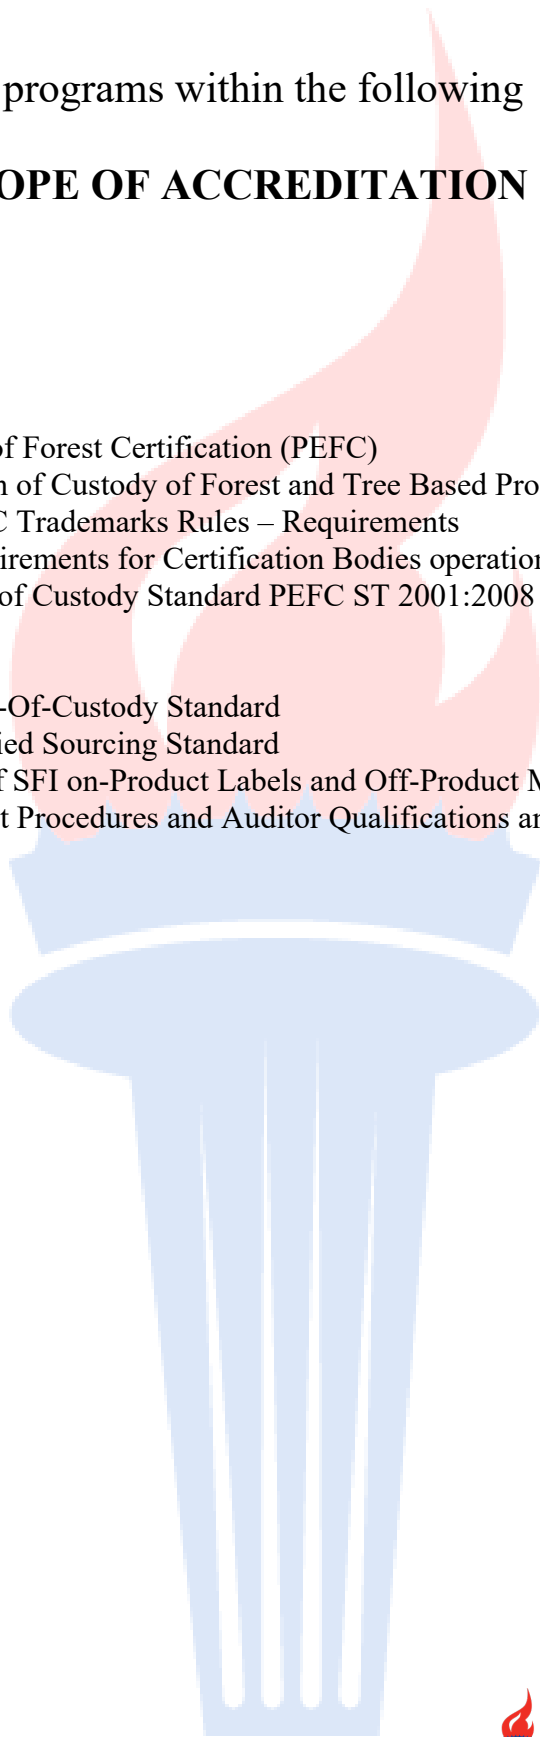 programs within the following
OPE OF ACCREDITATION
of Forest Certification (PEFC)
n of Custody of Forest and Tree Based Pro
C Trademarks Rules – Requirements
irements for Certification Bodies operation
of Custody Standard PEFC ST 2001:2008
-Of-Custody Standard
ied Sourcing Standard
f SFI on-Product Labels and Off-Product M
t Procedures and Auditor Qualifications an